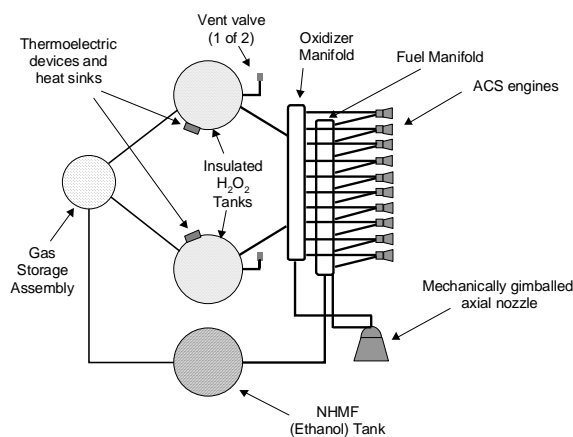 Vent valve
(1 of 2)
Oxidizer
Manifold
Thermoelectric
devices and
heat sinks
Fuel Manifold
ACS engines
Insulated
H2O2
Tanks
Gas
Storage
Assembly
Mechanically gimballed
axial nozzle
NHMF
(Ethanol) Tank